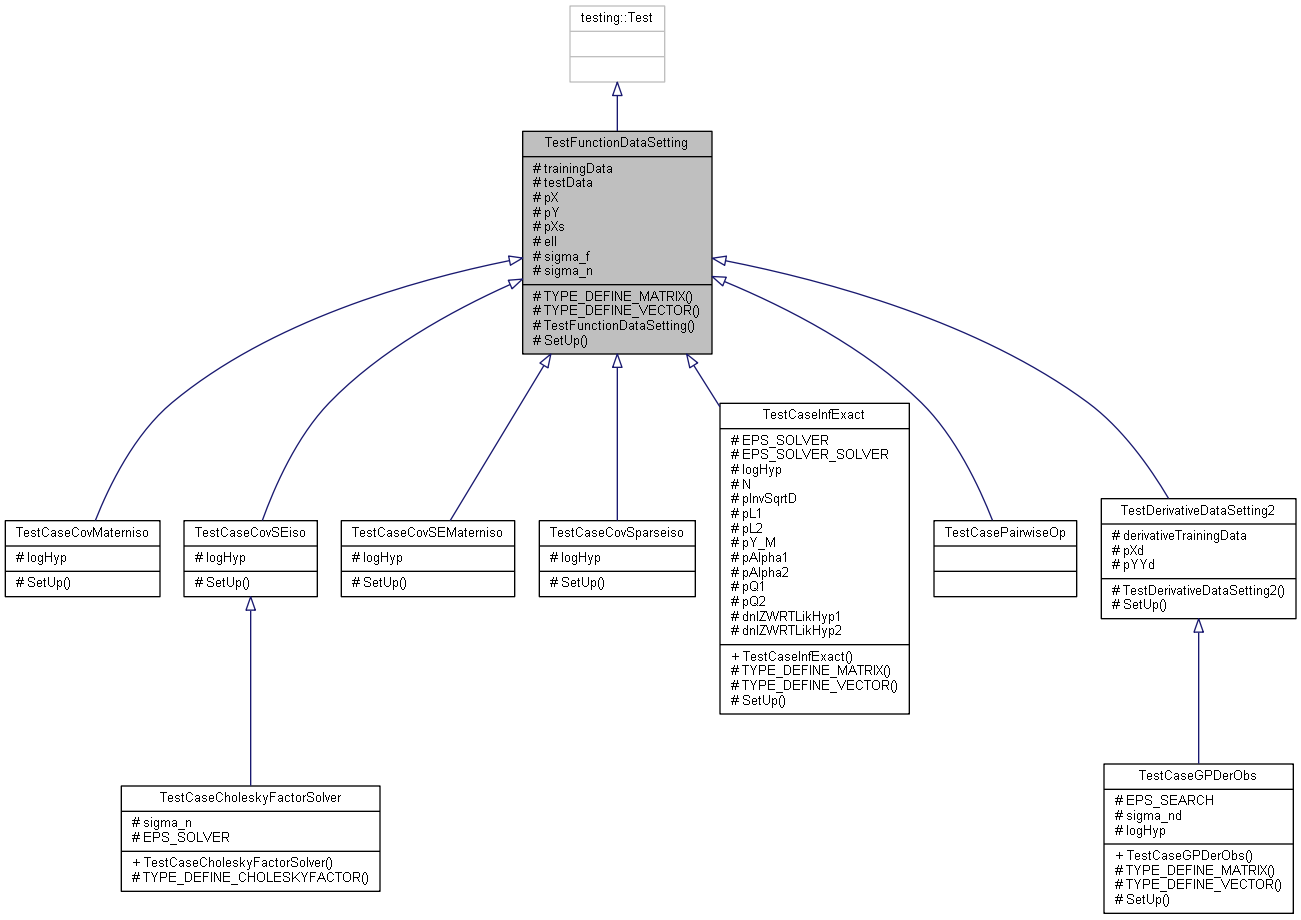 testing::Test
TestFunctionDataSetting
# trainingData
# testData
# pX
# pY
# pXs
# ell
# sigma_f
# sigma_n
# TYPE_DEFINE_MATRIX()
# TYPE_DEFINE_VECTOR()
# TestFunctionDataSetting()
# SetUp()
TestCaseCovMaterniso
# logHyp
# SetUp()
TestCaseCovSEiso
# logHyp
# SetUp()
TestCaseCovSEMaterniso
# logHyp
# SetUp()
TestCaseCovSparseiso
# logHyp
# SetUp()
TestCaseInfExact
# EPS_SOLVER
# EPS_SOLVER_SOLVER
# logHyp
# N
# pInvSqrtD
# pL1
# pL2
# pY_M
# pAlpha1
# pAlpha2
# pQ1
# pQ2
# dnlZWRTLikHyp1
# dnlZWRTLikHyp2
+ TestCaseInfExact()
# TYPE_DEFINE_MATRIX()
# TYPE_DEFINE_VECTOR()
# SetUp()
TestCasePairwiseOp
TestDerivativeDataSetting2
# derivativeTrainingData
# pXd
# pYYd
# TestDerivativeDataSetting2()
# SetUp()
TestCaseCholeskyFactorSolver
# sigma_n
# EPS_SOLVER
+ TestCaseCholeskyFactorSolver()
# TYPE_DEFINE_CHOLESKYFACTOR()
TestCaseGPDerObs
# EPS_SEARCH
# sigma_nd
# logHyp
+ TestCaseGPDerObs()
# TYPE_DEFINE_MATRIX()
# TYPE_DEFINE_VECTOR()
# SetUp()